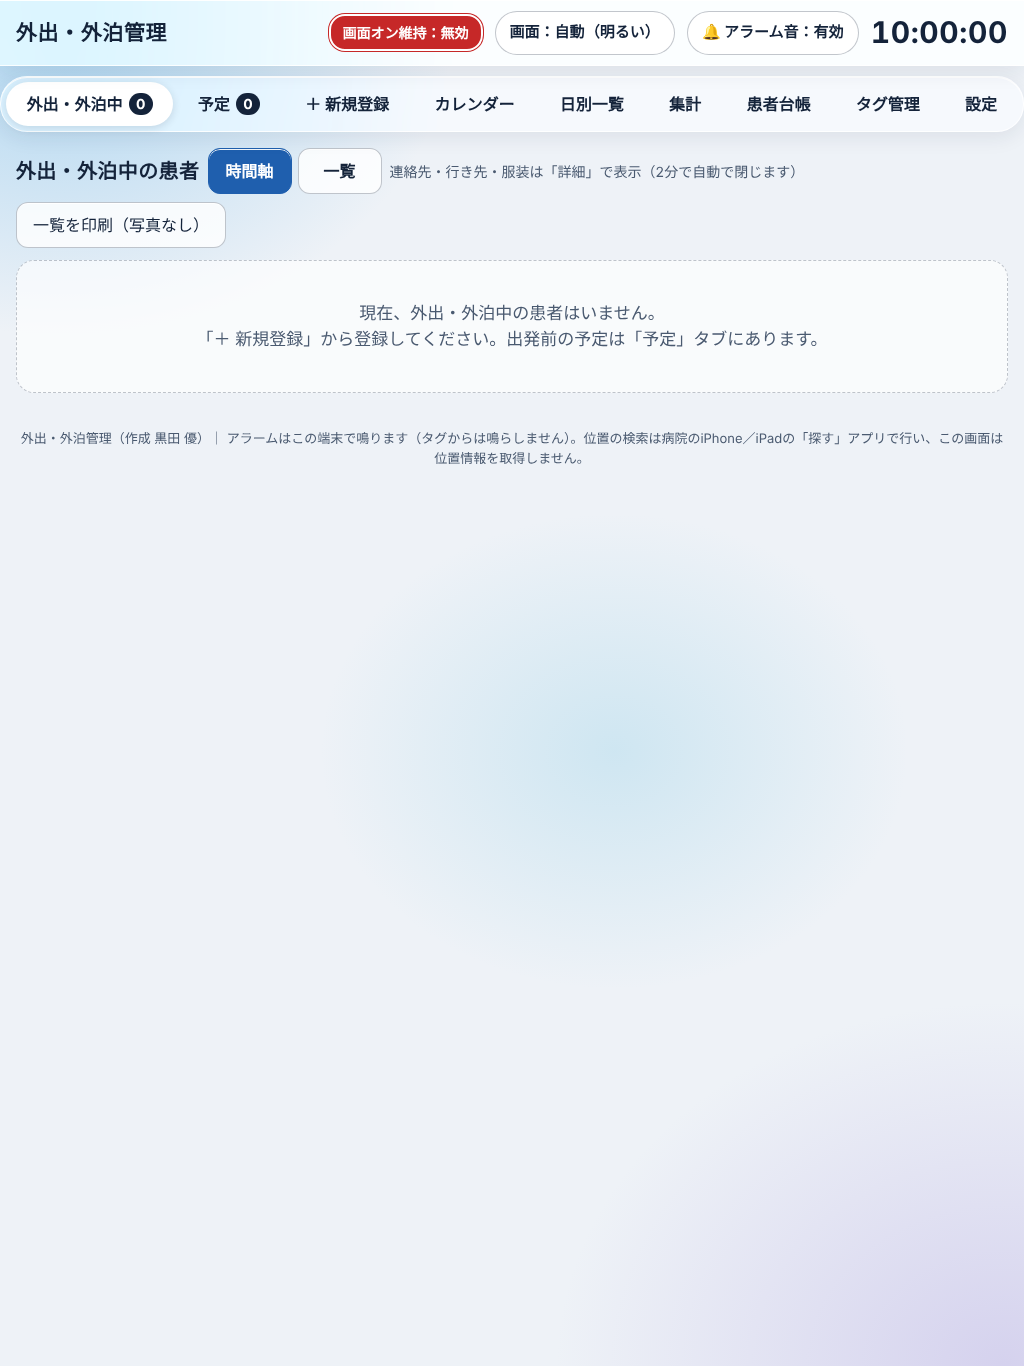 外出・外泊管理
画面オン維持：無効
画面：自動（明るい）
🔔 アラーム音：有効
10:00:00
外出・外泊中 0
予定 0
＋ 新規登録
カレンダー
日別一覧
集計
患者台帳
タグ管理
設定
外出・外泊中の患者
時間軸
一覧
連絡先・行き先・服装は「詳細」で表示（2分で自動で閉じます）
一覧を印刷（写真なし）
現在、外出・外泊中の患者はいません。
「＋ 新規登録」から登録してください。出発前の予定は「予定」タブにあります。
外出・外泊管理（作成 黒田 優）｜ アラームはこの端末で鳴ります（タグからは鳴らしません）。位置の検索は病院のiPhone／iPadの「探す」アプリで行い、この画面は
位置情報を取得しません。